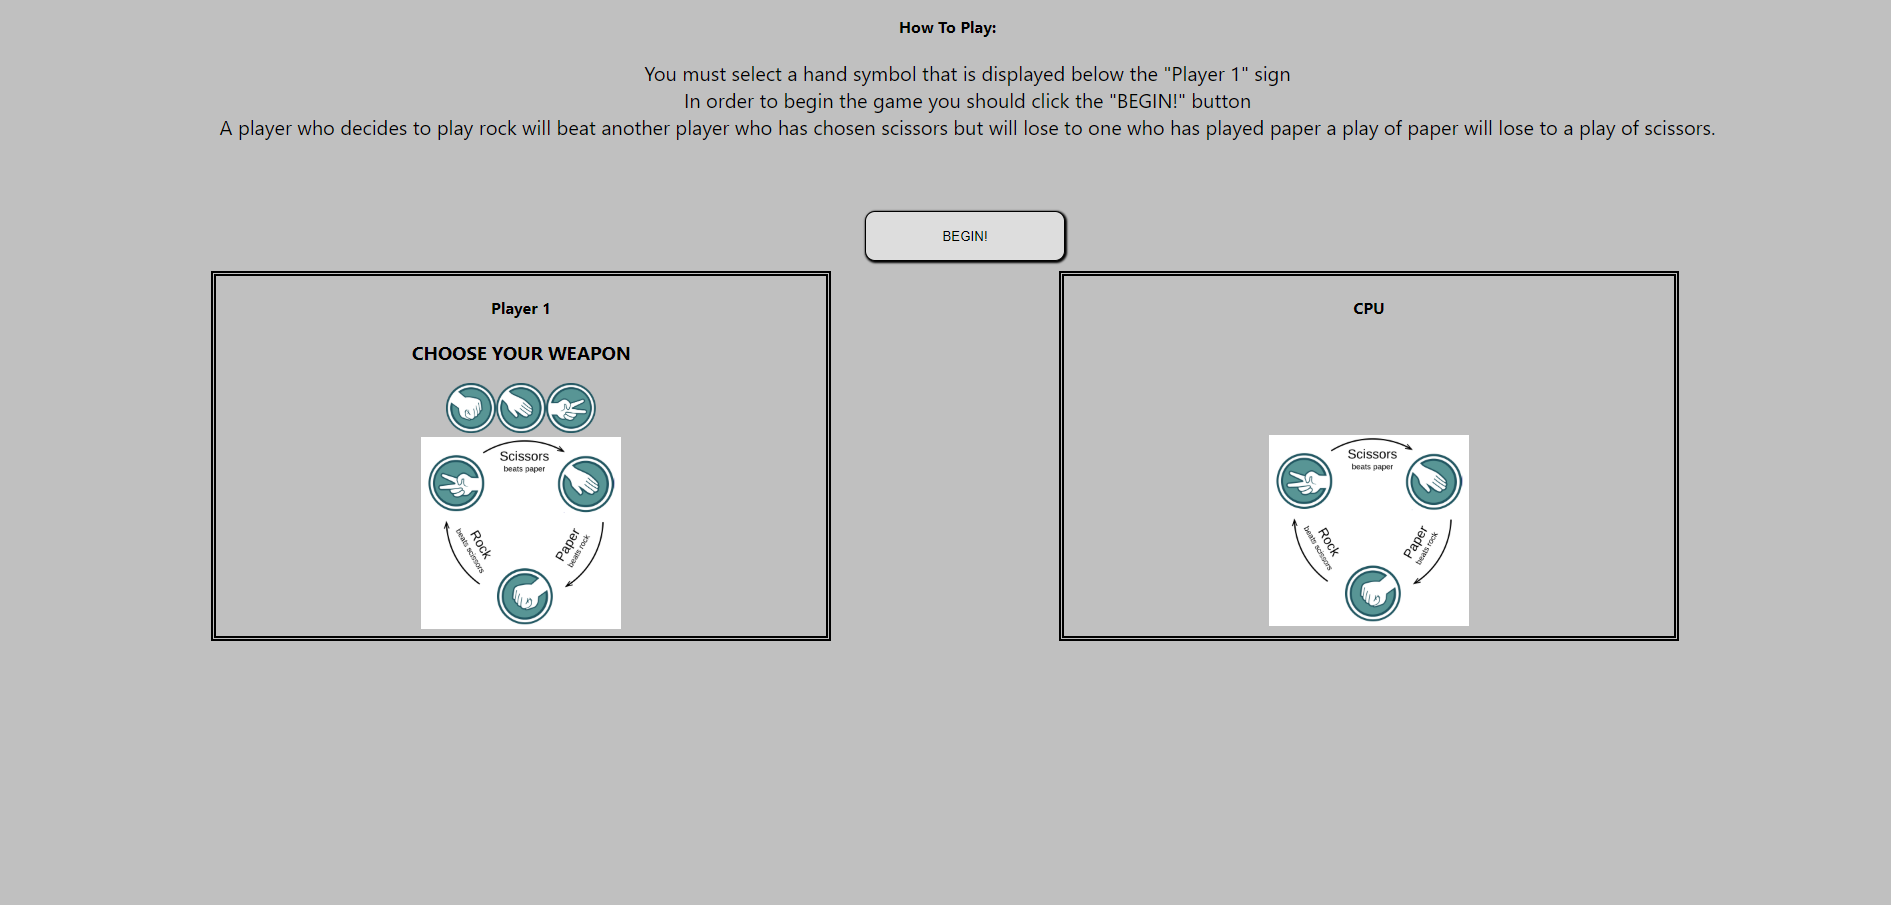 How To Play:
You must select a hand symbol that is displayed below the "Player 1" sign
In order to begin the game you should click the "BEGIN!" button
A player who decides to play rock will beat another player who has chosen scissors but will lose to one who has played paper a play of paper will lose to a play of scissors.
BEGIN!
Player 1
CHOOSE YOUR WEAPON
Scissors
beats paper
Rock
beats scissors
Paper
beats rock
CPU
Scissors
beats paper
Rock
beats scissors
Paper
beats rock